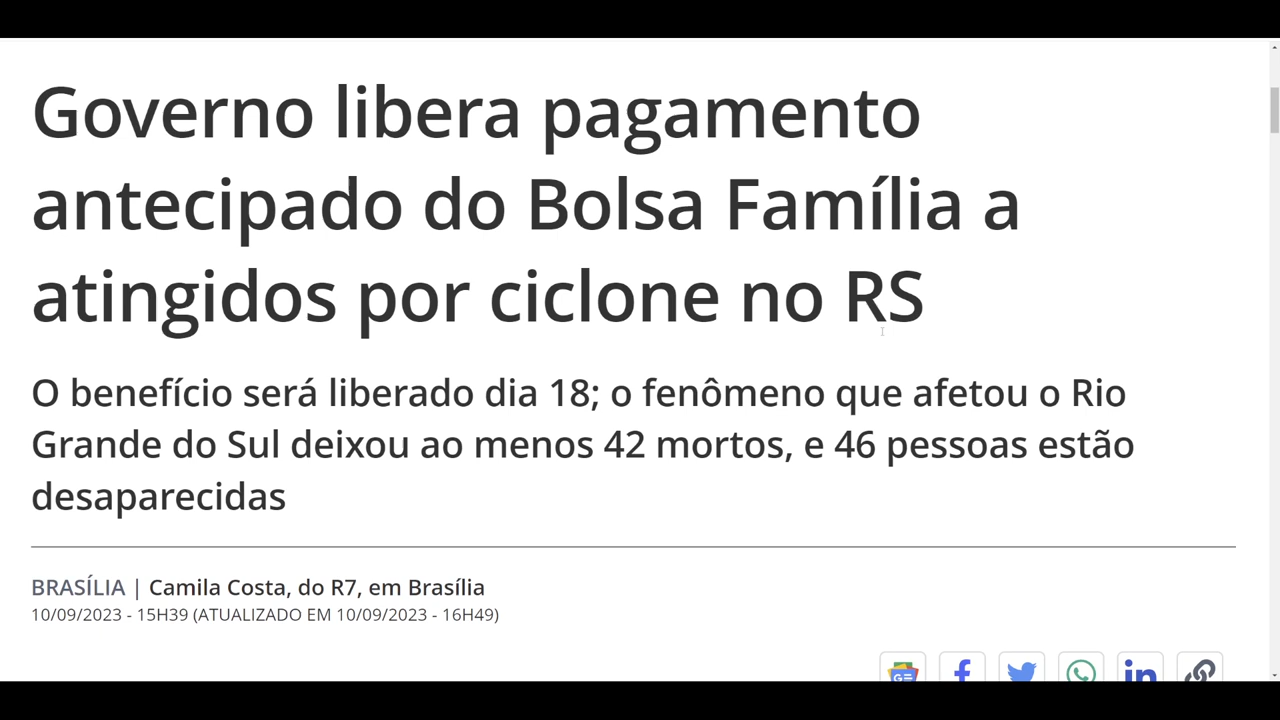 Governo libera pagamento
antecipado do Bolsa Família a
atingidos por ciclone no RS
O benefício será liberado dia 18; o fenômeno que afetou o Rio
Grande do Sul deixou ao menos 42 mortos, e 46 pessoas estão
desaparecidas
BRASÍLIA | Camila Costa, do R7, em Brasília
10/09/2023 - 15H39 (ATUALIZADO EM 10/09/2023 - 16H49)